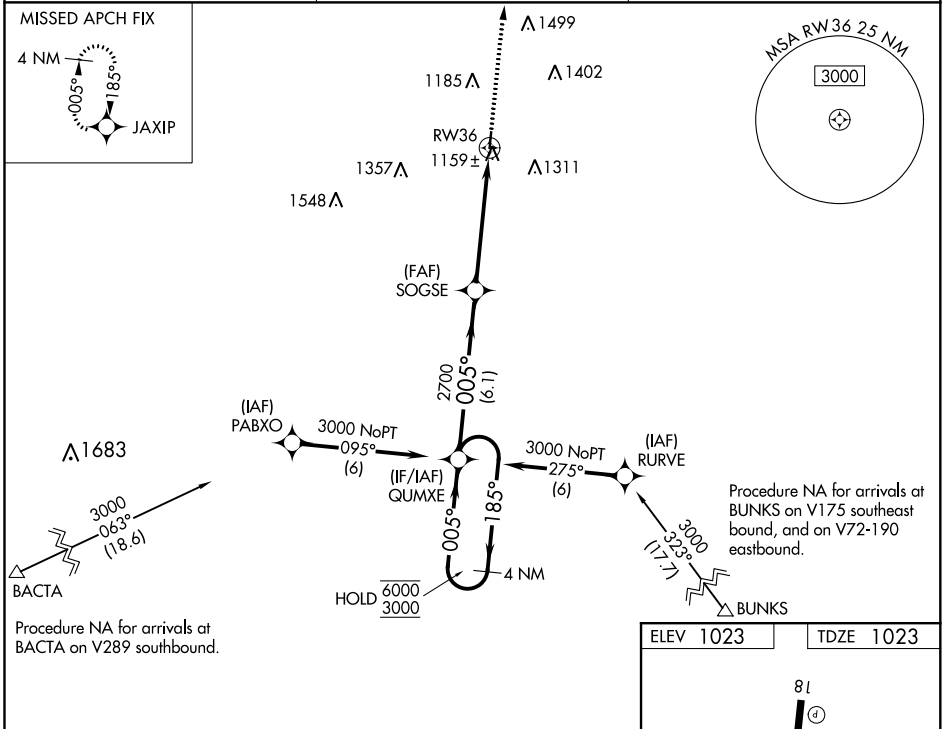 MISSED APCH FIX
4 NM
005°
185°
JAXIP
1499
1185
1402
RW36
1159 ±
1357
1311
1548
MSA RW36 25 NM
3000
(FAF)
SOGSE
2700
005°
(6.1)
(IAF)
PABXO
3000 NoPT
095°
(6)
(IF/IAF)
QUMXE
3000 NoPT
275°
(6)
(IAF)
RURVE
1683
3000
063°
(18.6)
BACTA
Procedure NA for arrivals at
BACTA on V289 southbound.
005°
185°
4 NM
HOLD 6000
3000
Procedure NA for arrivals at
BUNKS on V175 southeast
bound, and on V72-190
eastbound.
3000
323°
(17.7)
BUNKS
ELEV 1023
TDZE 1023
18
P